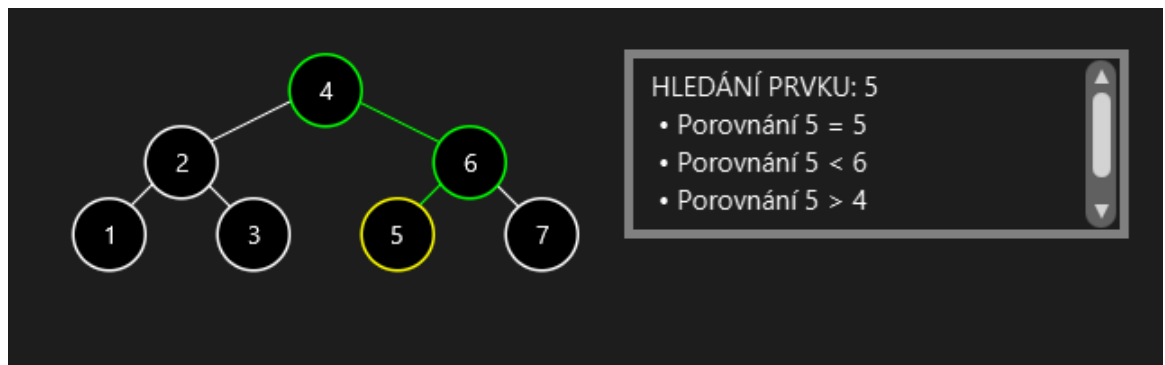 4
2
6
1
3
5
7
HLEDÁNÍ PRVKU: 5
• Porovnání 5 = 5
• Porovnání 5 < 6
• Porovnání 5 > 4